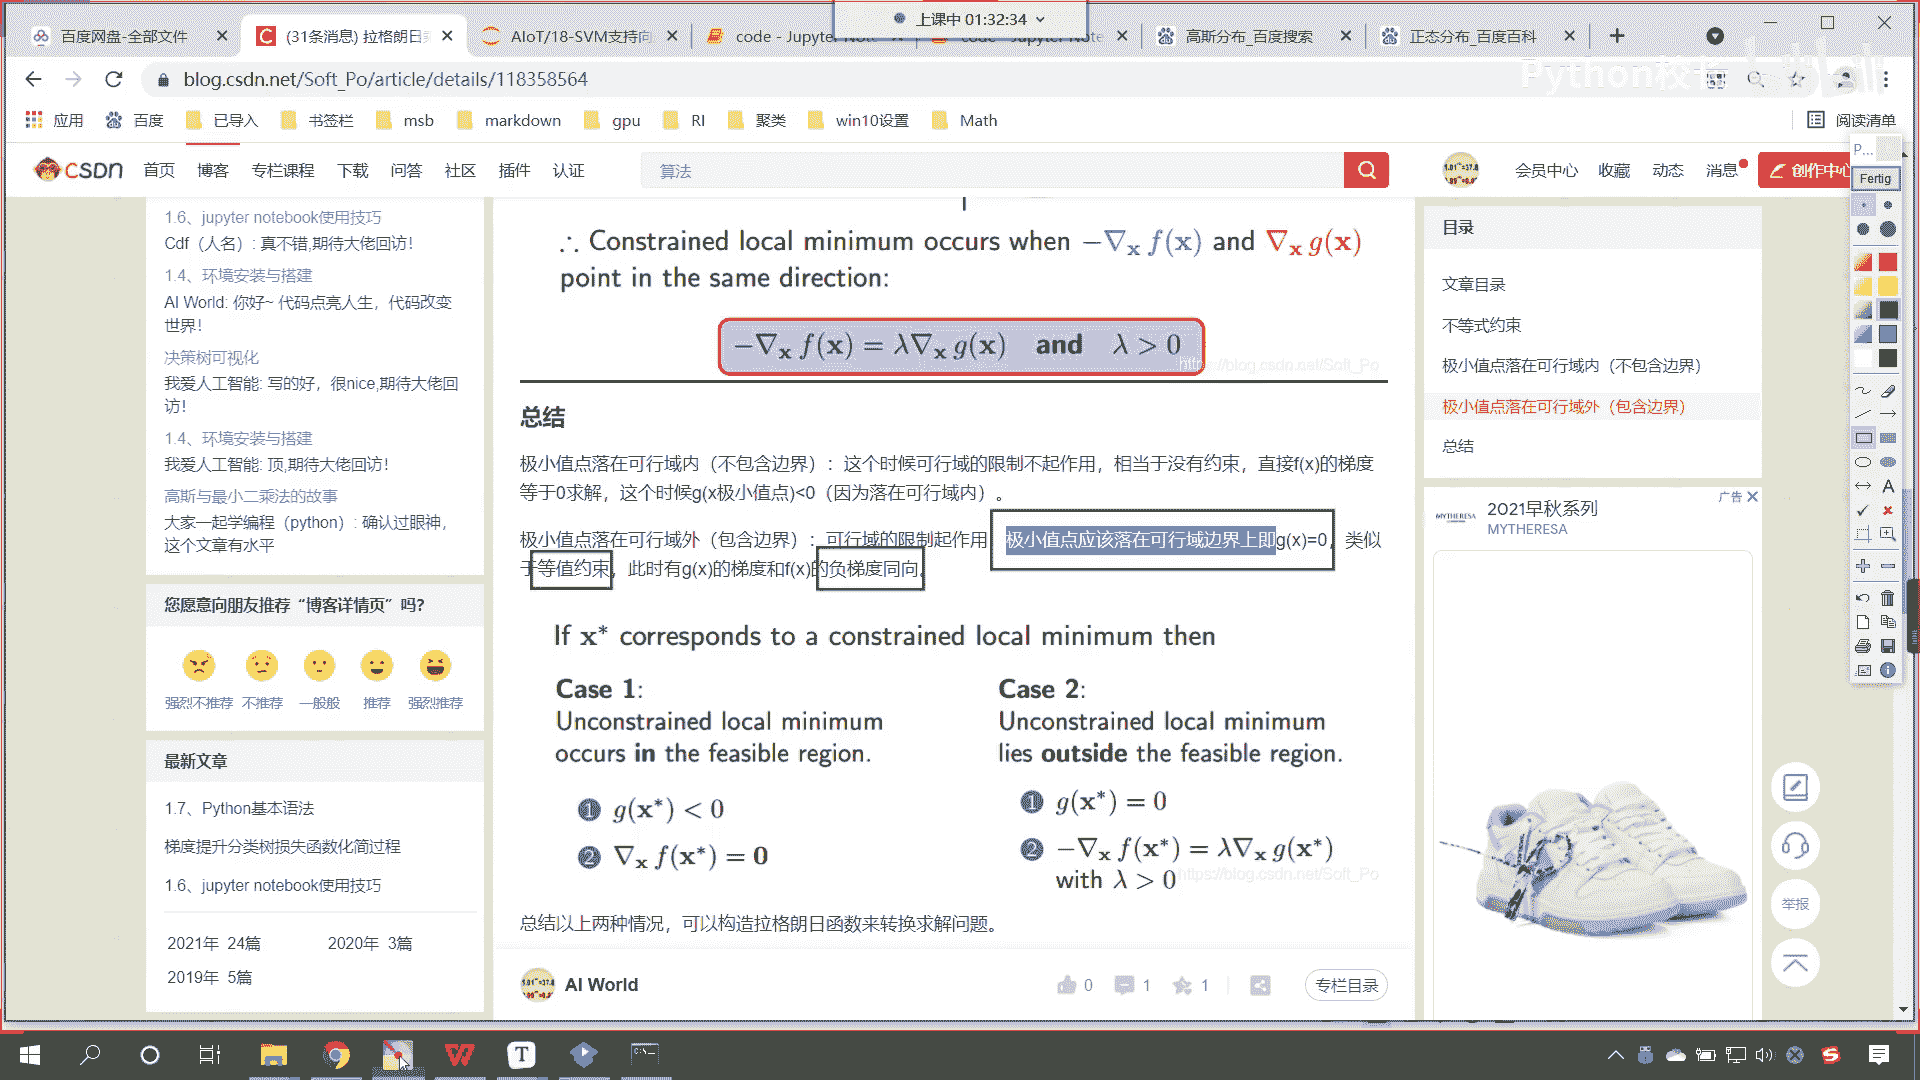 上课中 01:32:34
百度网盘-全部文件
(31条消息) 拉格朗日
AIoT/18-SVM支持向
code - Jupyter Note
code - Jupyter Note
高斯分布_百度搜索
正态分布_百度百科
blog.csdn.net/Soft_Po/article/details/118358564
应用 百度 已导入 书签栏 msb markdown gpu RI 聚类 win10设置 Math 阅读清单
CSDN 首页 博客 专栏课程 下载 问答 社区 插件 认证 算法 会员中心 收藏 动态 消息 创作中心
P...
Fertig
1.6、jupyter notebook使用技巧
Cdf（人名）: 真不错,期待大佬回访！
1.4、环境安装与搭建
AI World: 你好~ 代码点亮人生，代码改变
世界！
决策树可视化
我爱人工智能: 写的好，很nice,期待大佬回
访！
1.4、环境安装与搭建
我爱人工智能: 顶,期待大佬回访！
高斯与最小二乘法的故事
大家一起学编程（python）: 确认过眼神，
这个文章有水平
您愿意向朋友推荐“博客详情页”吗？
强烈不推荐 不推荐 一般般 推荐 强烈推荐
最新文章
1.7、Python基本语法
梯度提升分类树损失函数化简过程
1.6、jupyter notebook使用技巧
2021年 24篇 2020年 3篇
2019年 5篇
∴ Constrained local minimum occurs when −∇x f(x) and ∇x g(x)
point in the same direction:
−∇x f(x) = λ∇x g(x) and λ > 0
https://blog.csdn.net/Soft_Po
总结
极小值点落在可行域内（不包含边界）：这个时候可行域的限制不起作用，相当于没有约束，直接f(x)的梯度
等于0求解，这个时候g(x极小值点)<0（因为落在可行域内）。
极小值点落在可行域外（包含边界）：可行域的限制起作用 极小值点应该落在可行域边界上即g(x)=0，类似
于等值约束，此时有g(x)的梯度和f(x)的负梯度同向。
If x* corresponds to a constrained local minimum then
Case 1:
Unconstrained local minimum
occurs in the feasible region.
1 g(x*) < 0
2 ∇x f(x*) = 0
Case 2:
Unconstrained local minimum
lies outside the feasible region.
1 g(x*) = 0
2 −∇x f(x*) = λ∇x g(x*)
with λ > 0
https://blog.csdn.net/Soft_Po
总结以上两种情况，可以构造拉格朗日函数来转换求解问题。
AI World 0 1 1 专栏目录
目录
文章目录
不等式约束
极小值点落在可行域内（不包含边界）
极小值点落在可行域外（包含边界）
总结
广告
MYTHERESA
2021早秋系列
MYTHERESA
举报